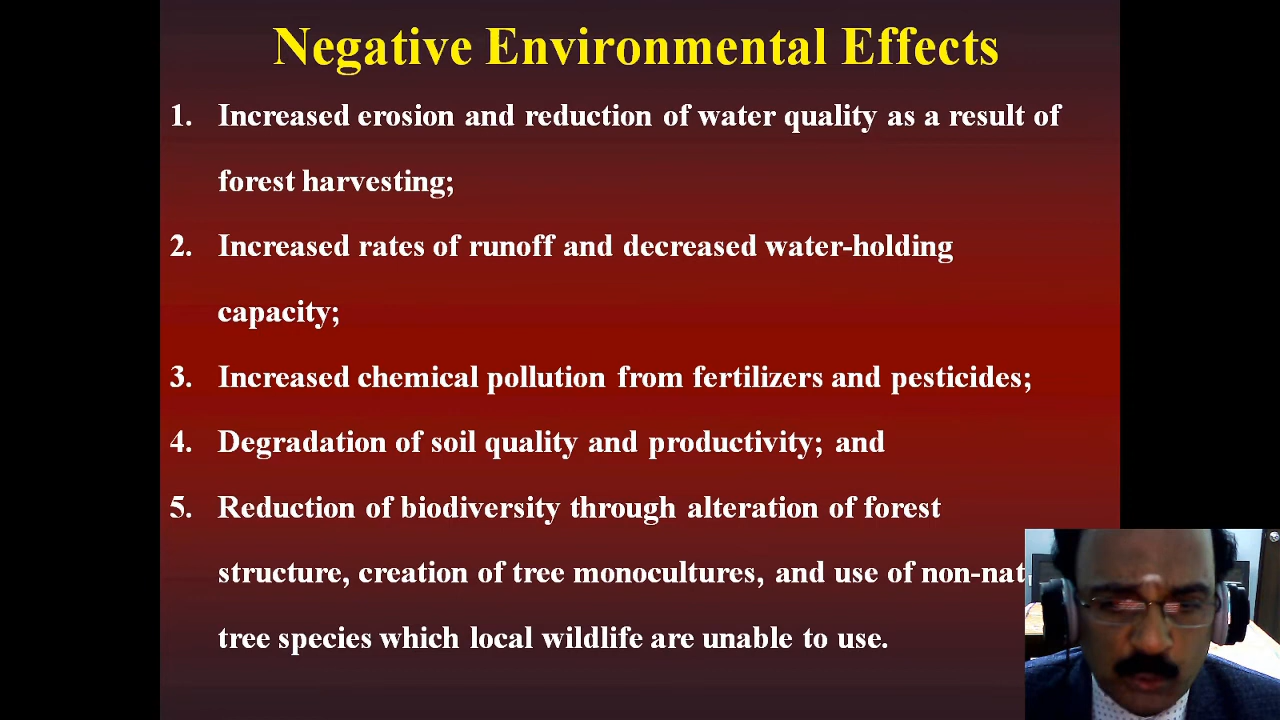 Negative Environmental Effects
1. Increased erosion and reduction of water quality as a result of
forest harvesting;
2. Increased rates of runoff and decreased water-holding
capacity;
3. Increased chemical pollution from fertilizers and pesticides;
4. Degradation of soil quality and productivity; and
5. Reduction of biodiversity through alteration of forest
structure, creation of tree monocultures, and use of
tree species which local wildlife are unable to use.